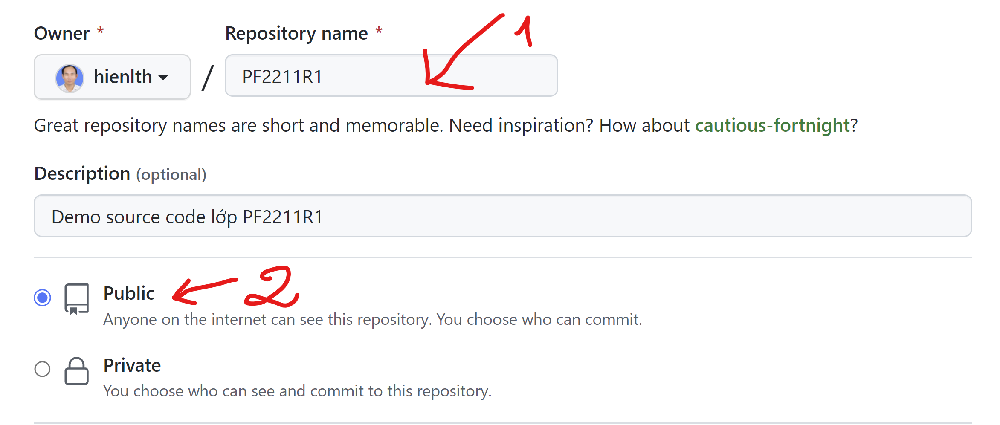 Owner *
Repository name *
1
hienlth
/
PF2211R1
Great repository names are short and memorable. Need inspiration? How about cautious-fortnight?
Description (optional)
Demo source code lớp PF2211R1
Public
2
Anyone on the internet can see this repository. You choose who can commit.
Private
You choose who can see and commit to this repository.